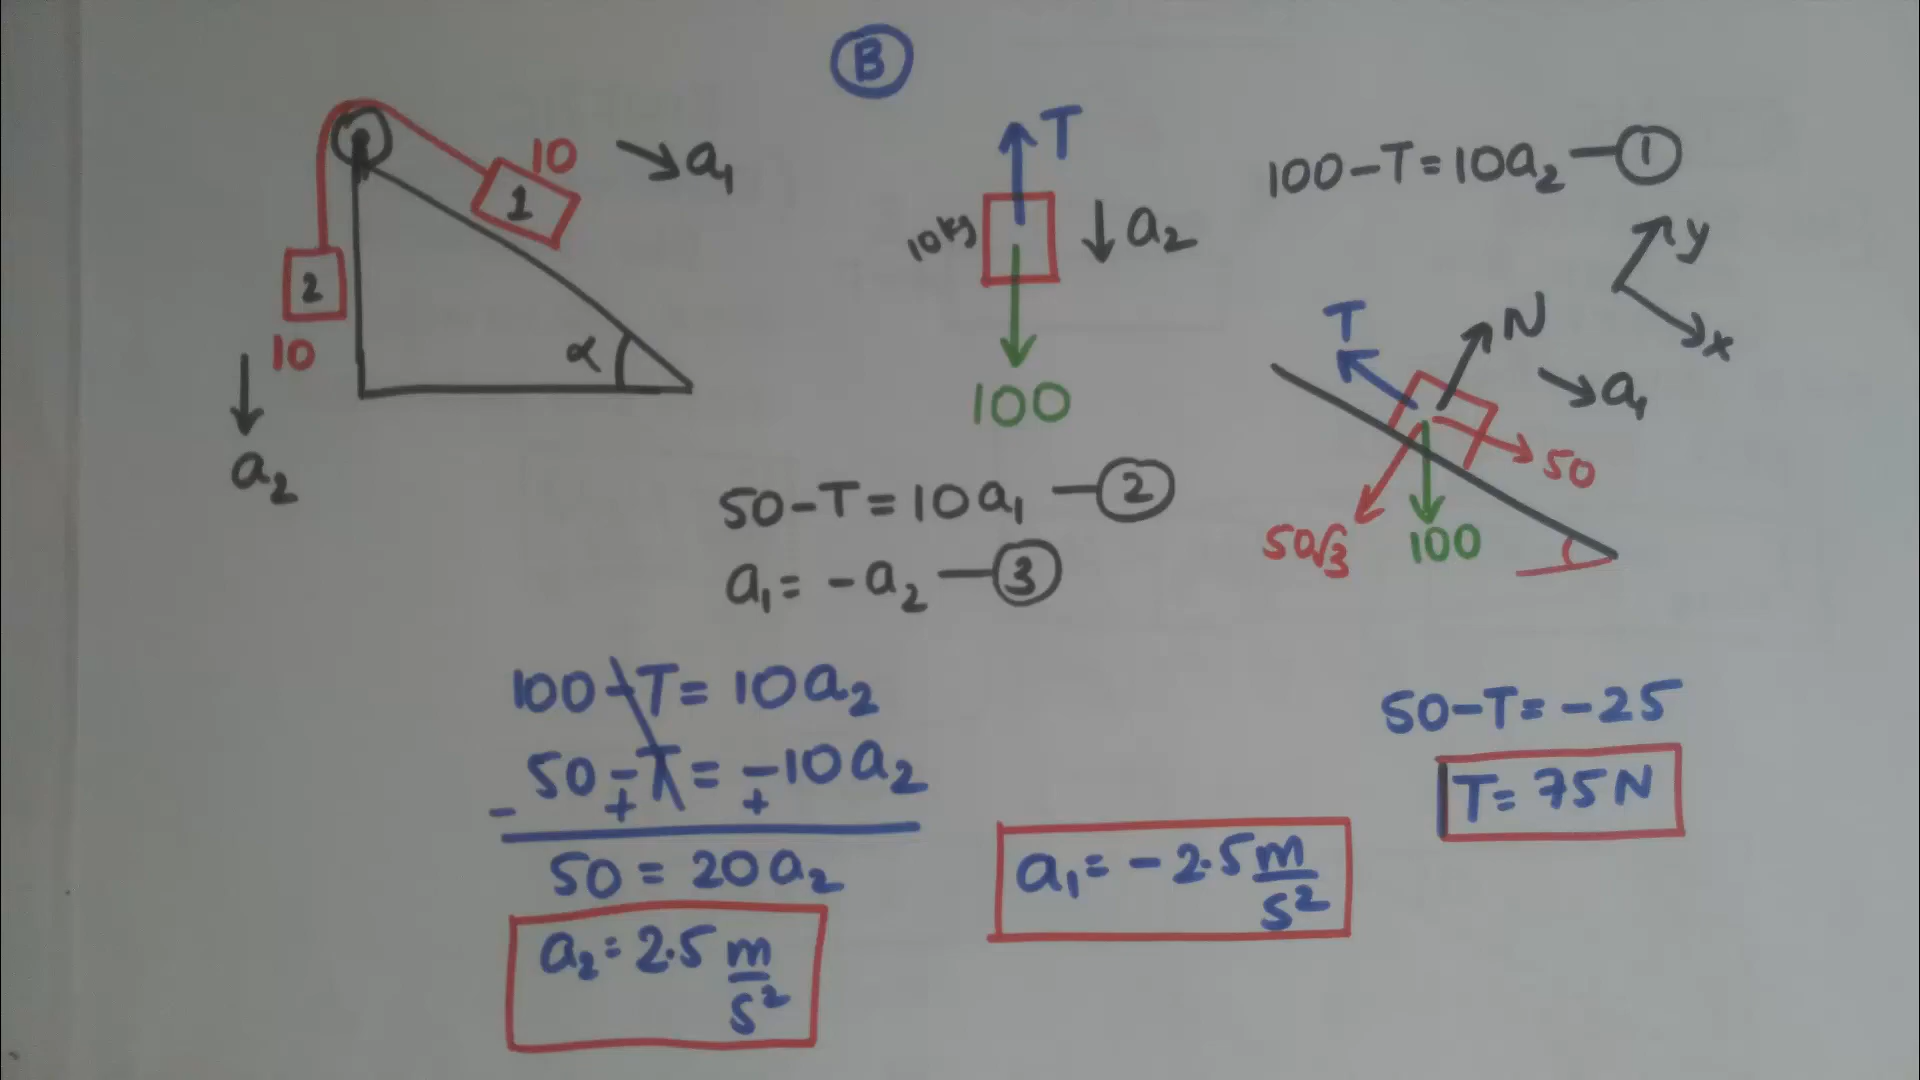 B
10
1
→ a₁
2
10
a₂
α
T
10kg
↓ a₂
100
100-T=10a₂ — ①
y
x
T
N
a₁
50
50√3
100
50-T=10a₁ — ②
a₁= -a₂ — ③
100-T=10a₂
- 50-T=-10a₂
+ +
50=20a₂
a₂=2.5 m/s²
a₁=-2.5 m/s²
50-T=-25
T=75N